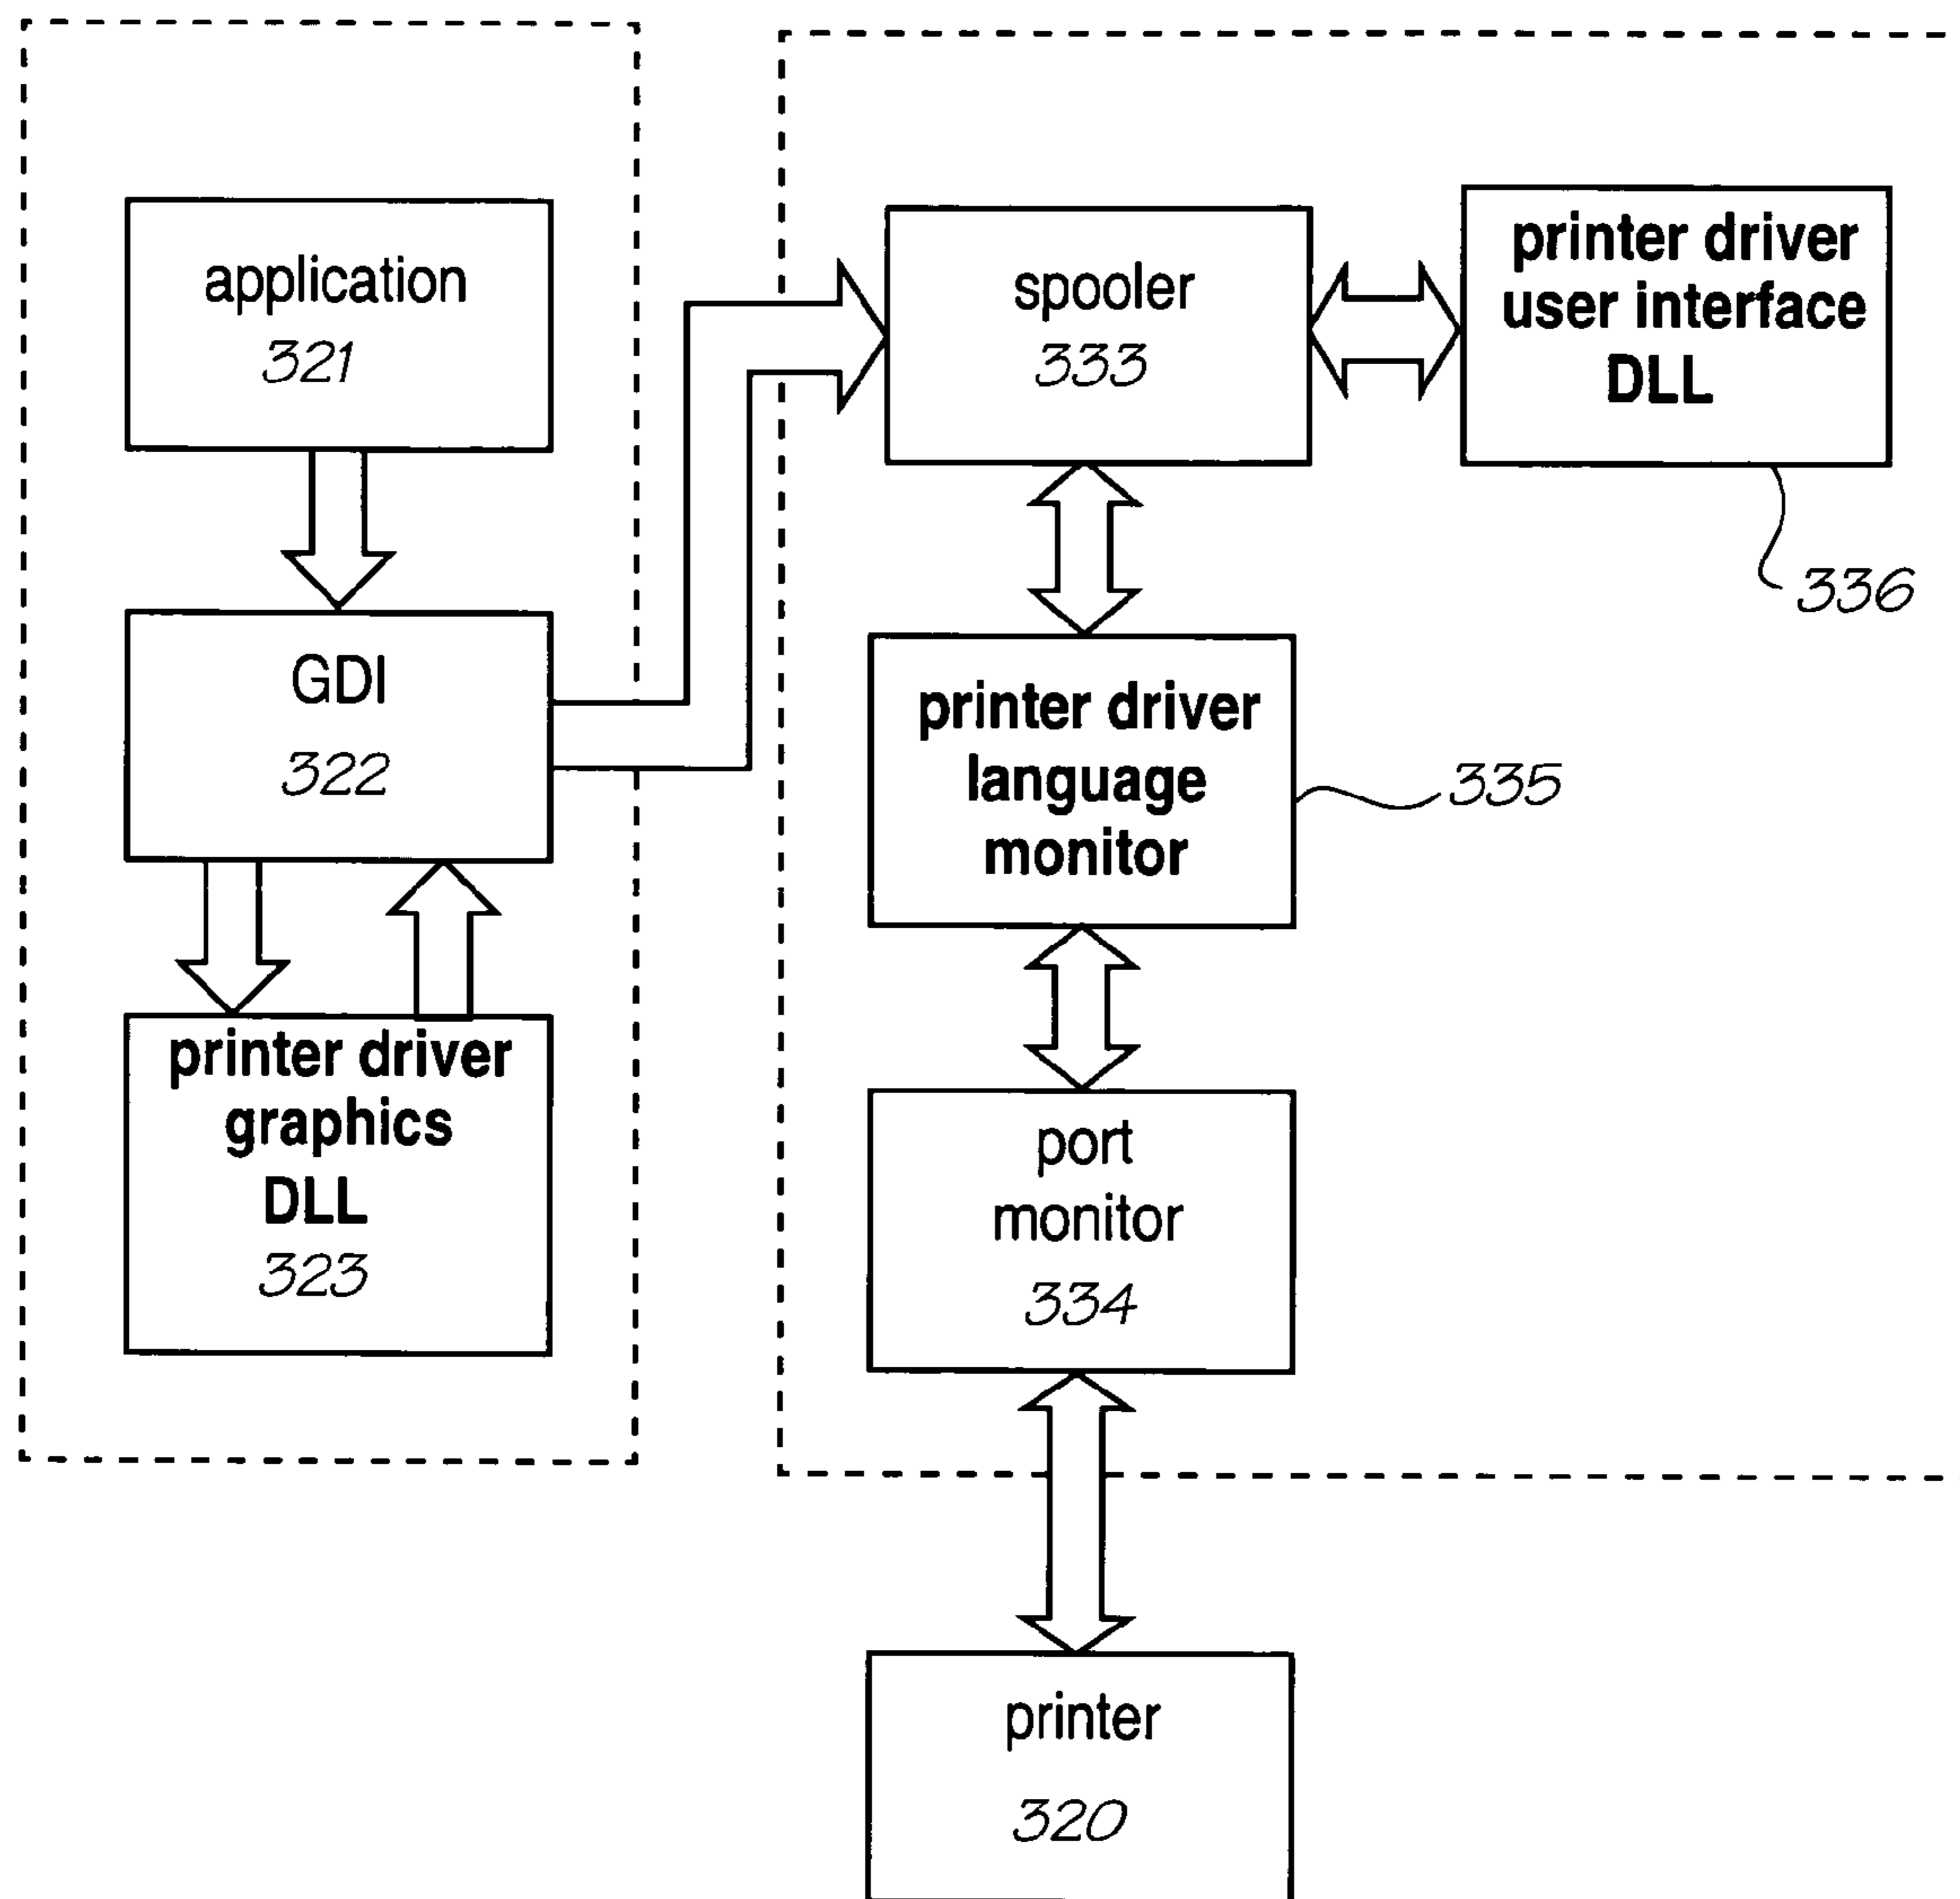 application
321
GDI
322
printer driver
graphics
DLL
323
spooler
333
printer driver
user interface
DLL
336
printer driver
language
monitor
335
port
monitor
334
printer
320